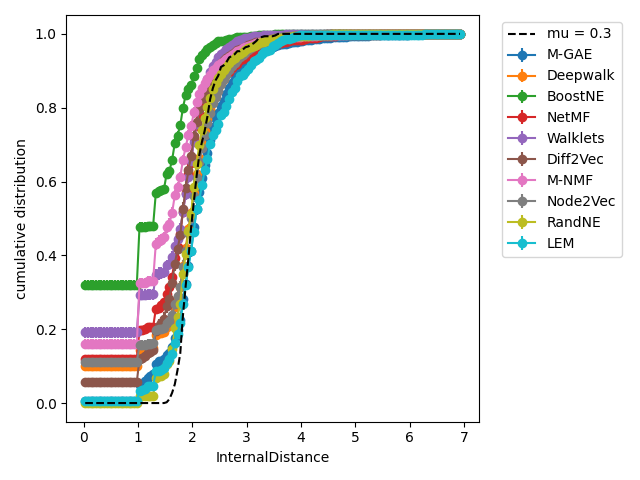 1.0
0.8
0.6
0.4
0.2
0.0
cumulative distribution
0 1 2 3 4 5 6 7
InternalDistance
mu = 0.3
M-GAE
Deepwalk
BoostNE
NetMF
Walklets
Diff2Vec
M-NMF
Node2Vec
RandNE
LEM